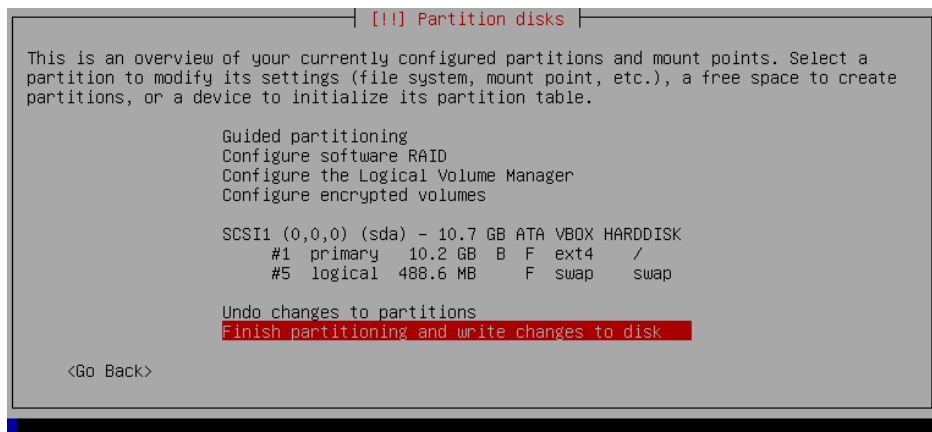 [!!] Partition disks
This is an overview of your currently configured partitions and mount points. Select a
partition to modify its settings (file system, mount point, etc.), a free space to create
partitions, or a device to initialize its partition table.
Guided partitioning
Configure software RAID
Configure the Logical Volume Manager
Configure encrypted volumes
SCSI1 (0,0,0) (sda) - 10.7 GB ATA VBOX HARDDISK
#1 primary 10.2 GB B F ext4 /
#5 logical 488.6 MB F swap swap
Undo changes to partitions
Finish partitioning and write changes to disk
<Go Back>